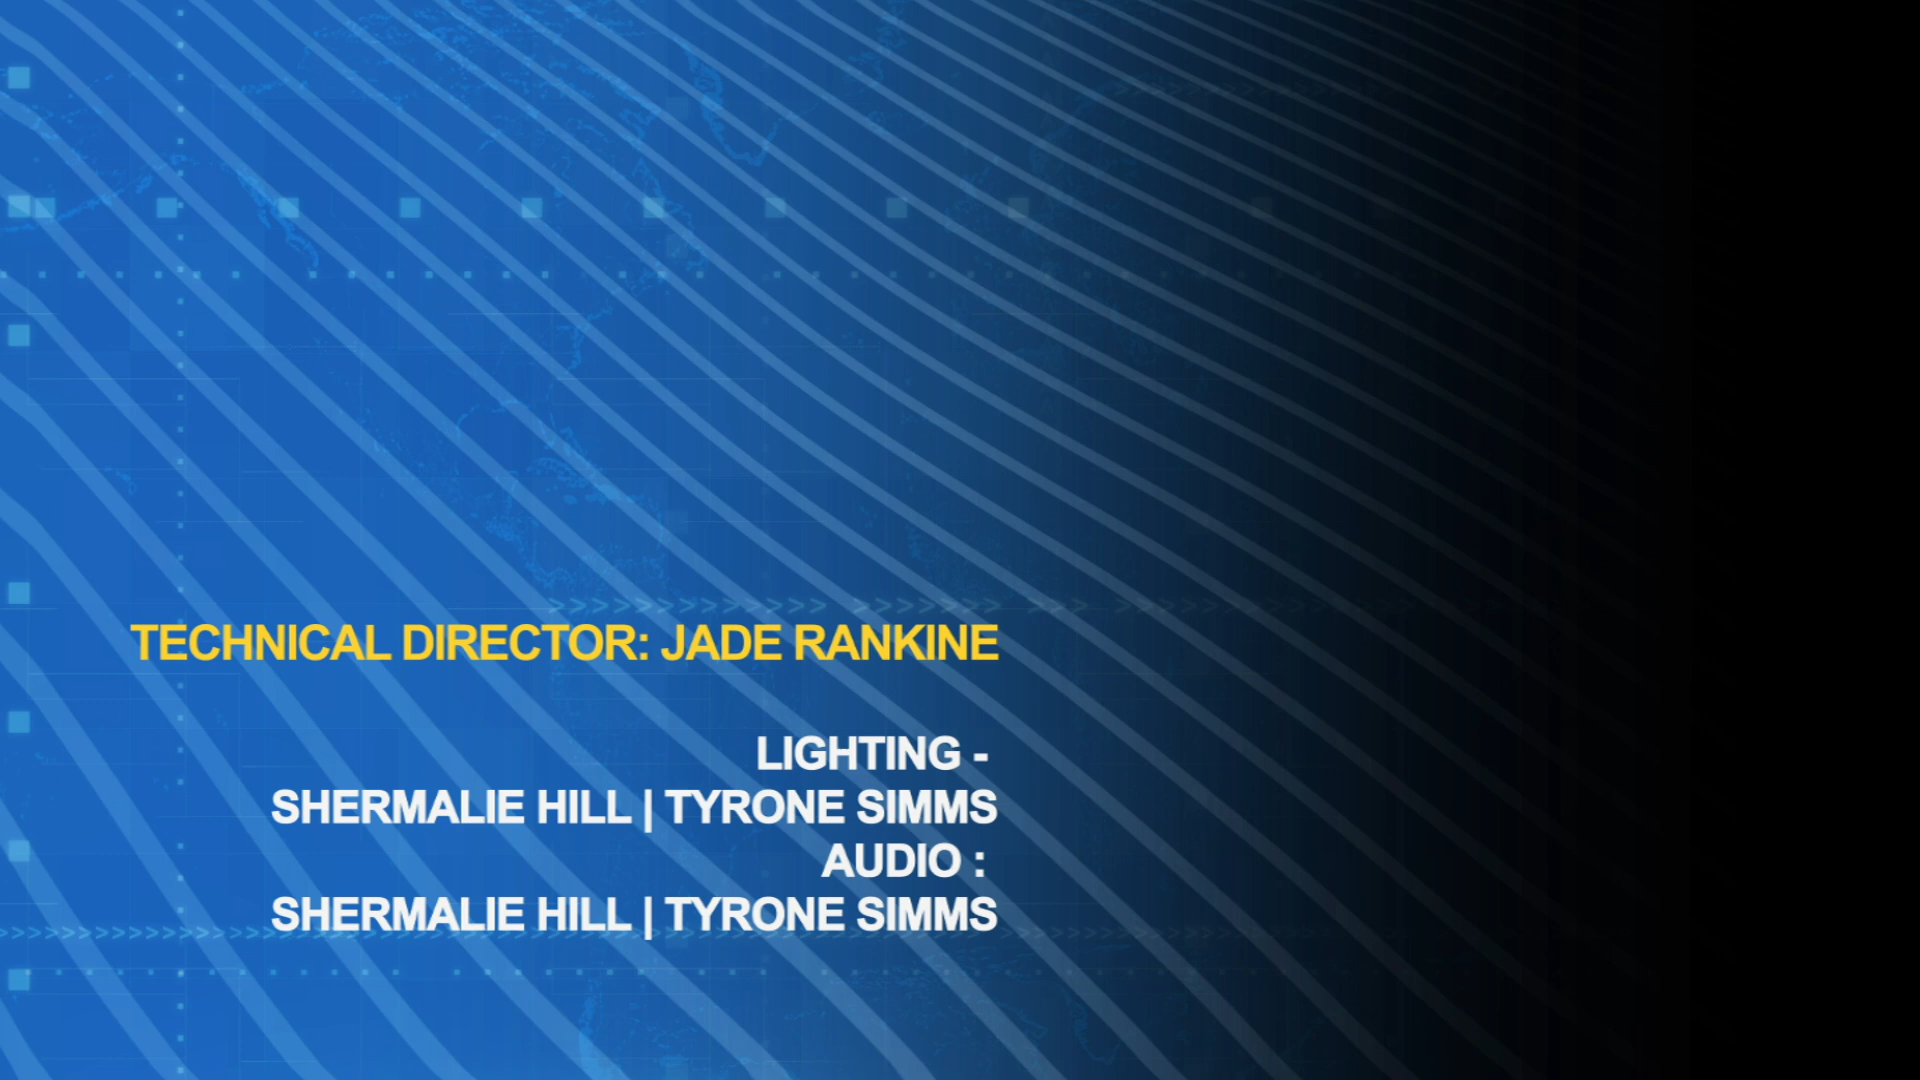 TECHNICAL DIRECTOR: JADE RANKINE
LIGHTING -
SHERMALIE HILL | TYRONE SIMMS
AUDIO :
SHERMALIE HILL | TYRONE SIMMS